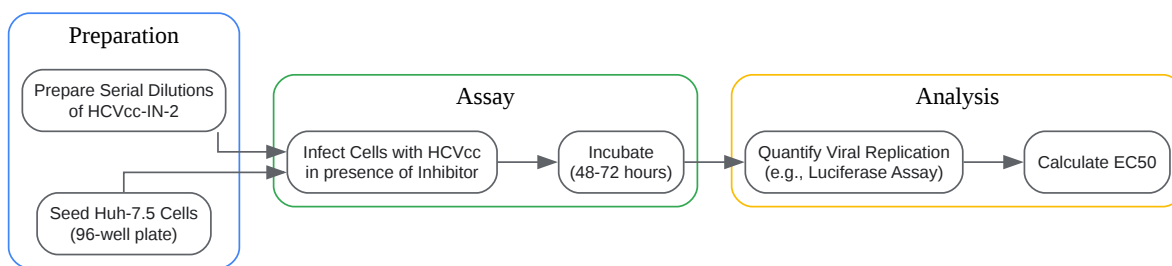 Preparation
Prepare Serial Dilutions
of HCVcc-IN-2
Seed Huh-7.5 Cells
(96-well plate)
Assay
Infect Cells with HCVcc
in presence of Inhibitor
Incubate
(48-72 hours)
Analysis
Quantify Viral Replication
(e.g., Luciferase Assay)
Calculate EC50